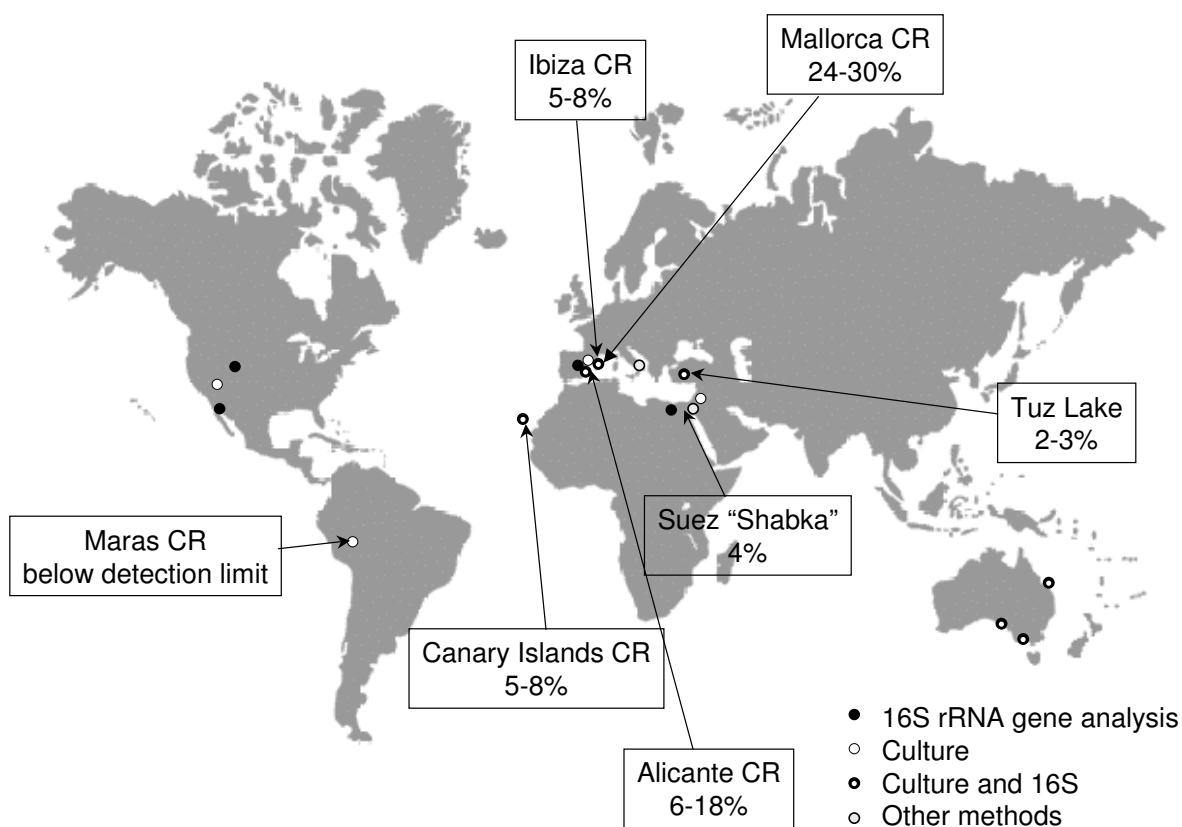 Mallorca CR
24-30%
Ibiza CR
5-8%
Tuz Lake
2-3%
Suez “Shabka”
4%
Maras CR
below detection limit
Canary Islands CR
5-8%
Alicante CR
6-18%
16S rRNA gene analysis
Culture
Culture and 16S
Other methods